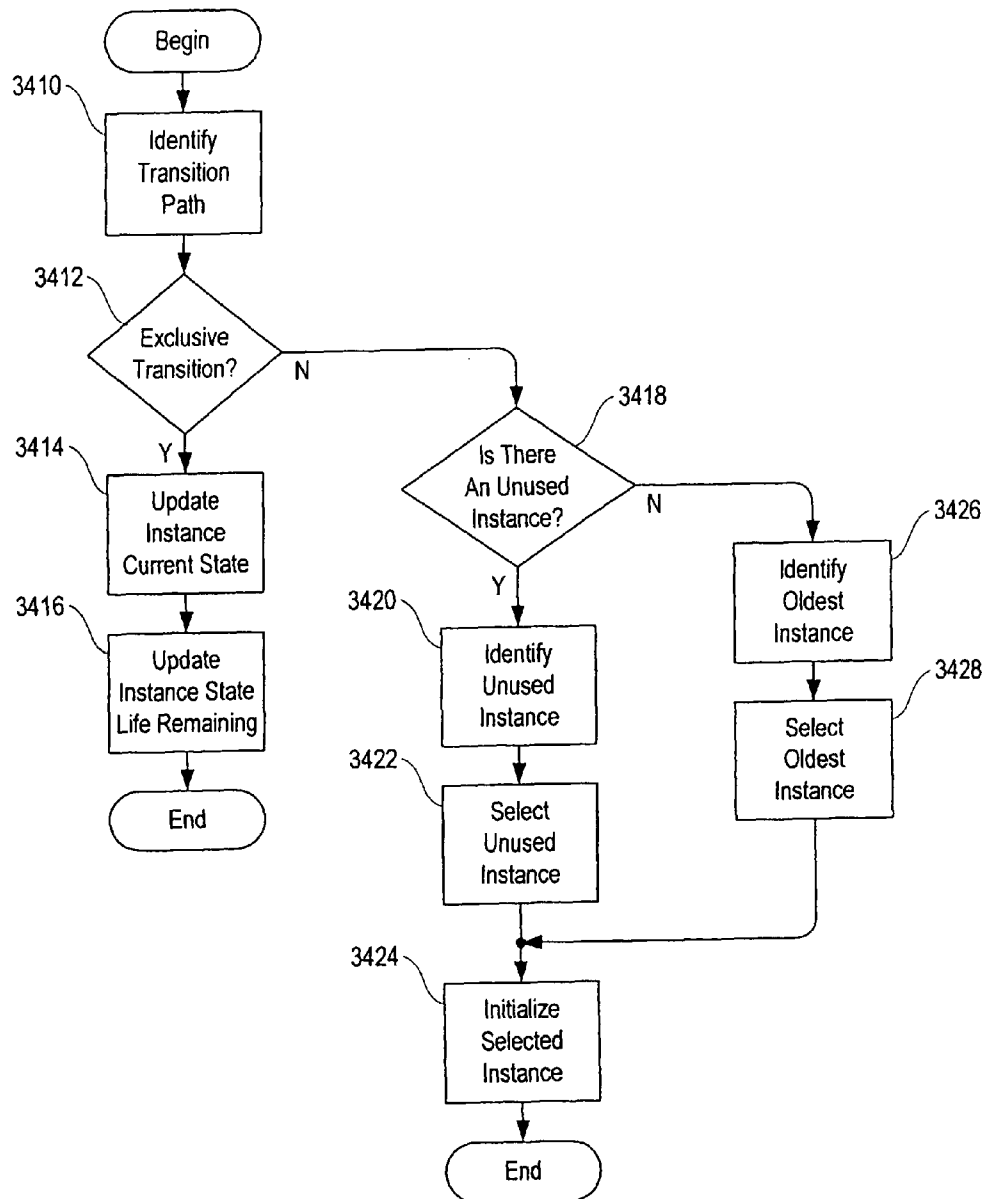 Begin
3410
Identify
Transition
Path
3412
Exclusive
Transition?
N
Y
3414
Update
Instance
Current State
3416
Update
Instance State
Life Remaining
End
3418
Is There
An Unused
Instance?
N
Y
3420
Identify
Unused
Instance
3422
Select
Unused
Instance
3426
Identify
Oldest
Instance
3428
Select
Oldest
Instance
3424
Initialize
Selected
Instance
End